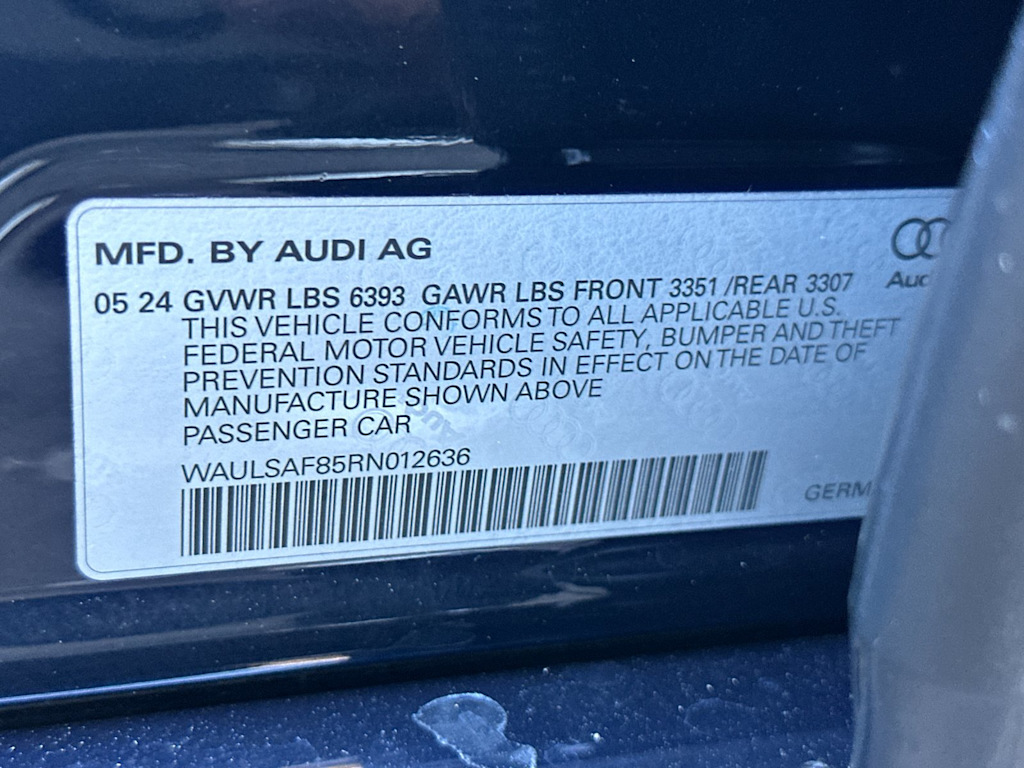 MFD. BY AUDI AG
05 24 GVWR LBS 6393 GAWR LBS FRONT 3351 /REAR 3307
THIS VEHICLE CONFORMS TO ALL APPLICABLE U.S.
FEDERAL MOTOR VEHICLE SAFETY, BUMPER AND THEFT
PREVENTION STANDARDS IN EFFECT ON THE DATE OF
MANUFACTURE SHOWN ABOVE
PASSENGER CAR
WAULSAF85RN012636